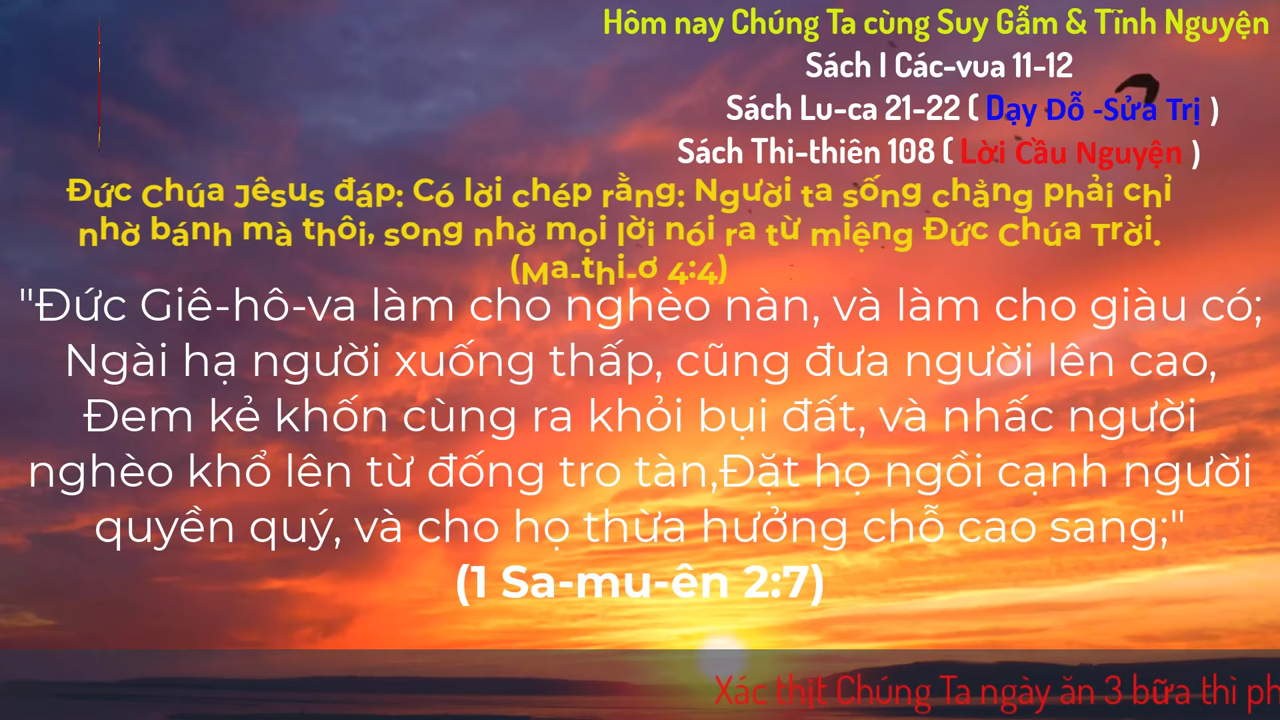 Hôm nay Chúng Ta cùng Suy Gẫm & Tĩnh Nguyện
Sách I Các-vua 11-12
Sách Lu-ca 21-22 ( Dạy Đỗ -Sửa Trị )
Sách Thi-thiên 108 ( Lời Cầu Nguyện )
Đức Chúa Jêsus đáp: Có lời chép rằng: Người ta sống chẳng phải chỉ
nhờ bánh mà thôi, song nhờ mọi lời nói ra từ miệng Đức Chúa Trời.
(Ma-thi-ơ 4:4)
"Đức Giê-hô-va làm cho nghèo nàn, và làm cho giàu có;
Ngài hạ người xuống thấp, cũng đưa người lên cao,
Đem kẻ khốn cùng ra khỏi bụi đất, và nhấc người
nghèo khổ lên từ đống tro tàn,Đặt họ ngồi cạnh người
quyền quý, và cho họ thừa hưởng chỗ cao sang;"
(1 Sa-mu-ên 2:7)
Xác thịt Chúng Ta ngày ăn 3 bữa thì ph